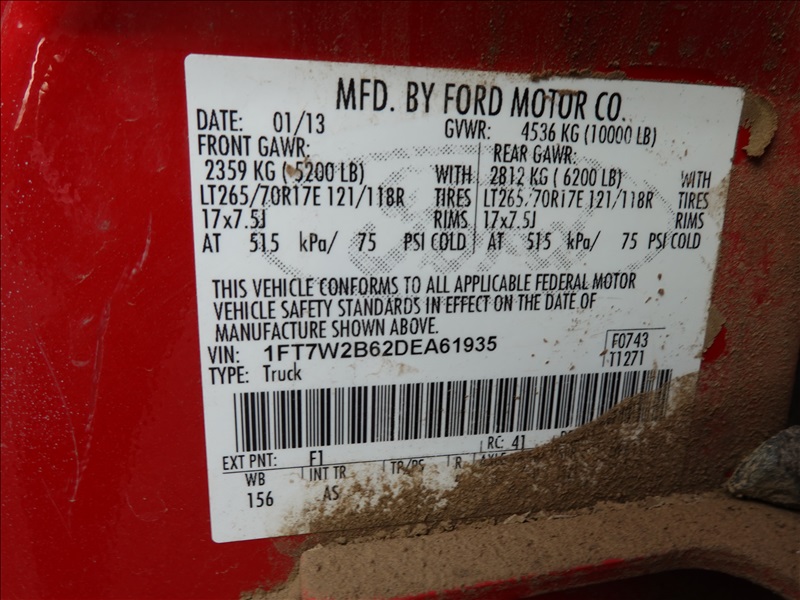 MFD. BY FORD MOTOR CO.
DATE: 01/13 GVWR: 4536 KG (10000 LB)
FRONT GAWR: REAR GAWR:
2359 KG ( 5200 LB) WITH 2812 KG ( 6200 LB) WITH
LT265/70R17E 121/118R TIRES LT265/70R17E 121/118R TIRES
17x7.5J RIMS 17x7.5J RIMS
AT 515 kPa/ 75 PSI COLD AT 515 kPa/ 75 PSI COLD
THIS VEHICLE CONFORMS TO ALL APPLICABLE FEDERAL MOTOR
VEHICLE SAFETY STANDARDS IN EFFECT ON THE DATE OF
MANUFACTURE SHOWN ABOVE.
VIN: 1FT7W2B62DEA61935 F0743
TYPE: Truck T1271
EXT PNT: F1 RC: 41
WB INT TR TP/PS R
156 AS